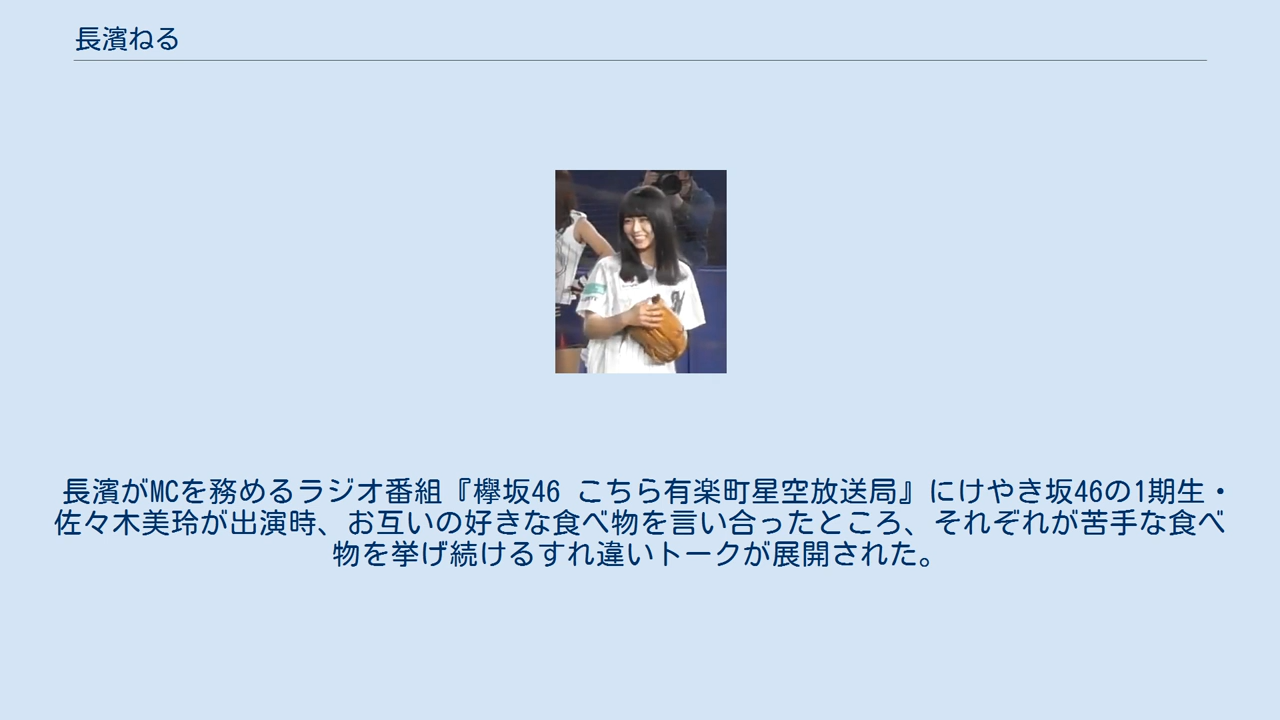 長濱ねる
長濱がMCを務めるラジオ番組『欅坂46 こちら有楽町星空放送局』にけやき坂46の1期生・
佐々木美玲が出演時、お互いの好きな食べ物を言い合ったところ、それぞれが苦手な食べ
物を挙げ続けるすれ違いトークが展開された。